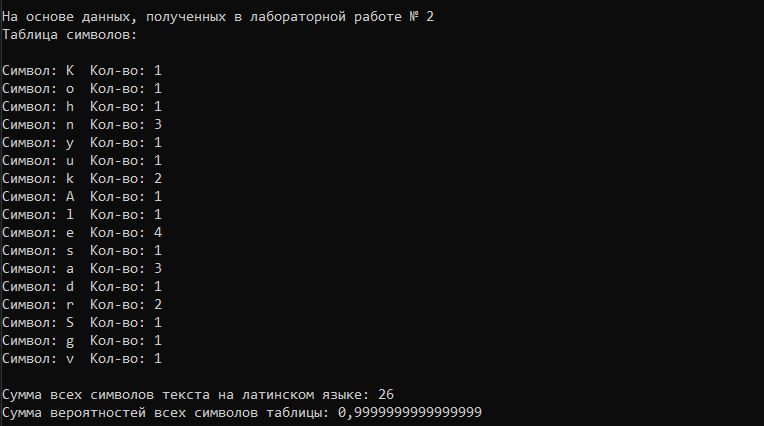 На основе данных, полученных в лабораторной работе № 2
Таблица символов:
Символ: K Кол-во: 1
Символ: o Кол-во: 1
Символ: h Кол-во: 1
Символ: n Кол-во: 3
Символ: y Кол-во: 1
Символ: u Кол-во: 1
Символ: k Кол-во: 2
Символ: A Кол-во: 1
Символ: l Кол-во: 1
Символ: e Кол-во: 4
Символ: s Кол-во: 1
Символ: a Кол-во: 3
Символ: d Кол-во: 1
Символ: r Кол-во: 2
Символ: S Кол-во: 1
Символ: g Кол-во: 1
Символ: v Кол-во: 1
Сумма всех символов текста на латинском языке: 26
Сумма вероятностей всех символов таблицы: 0,9999999999999999